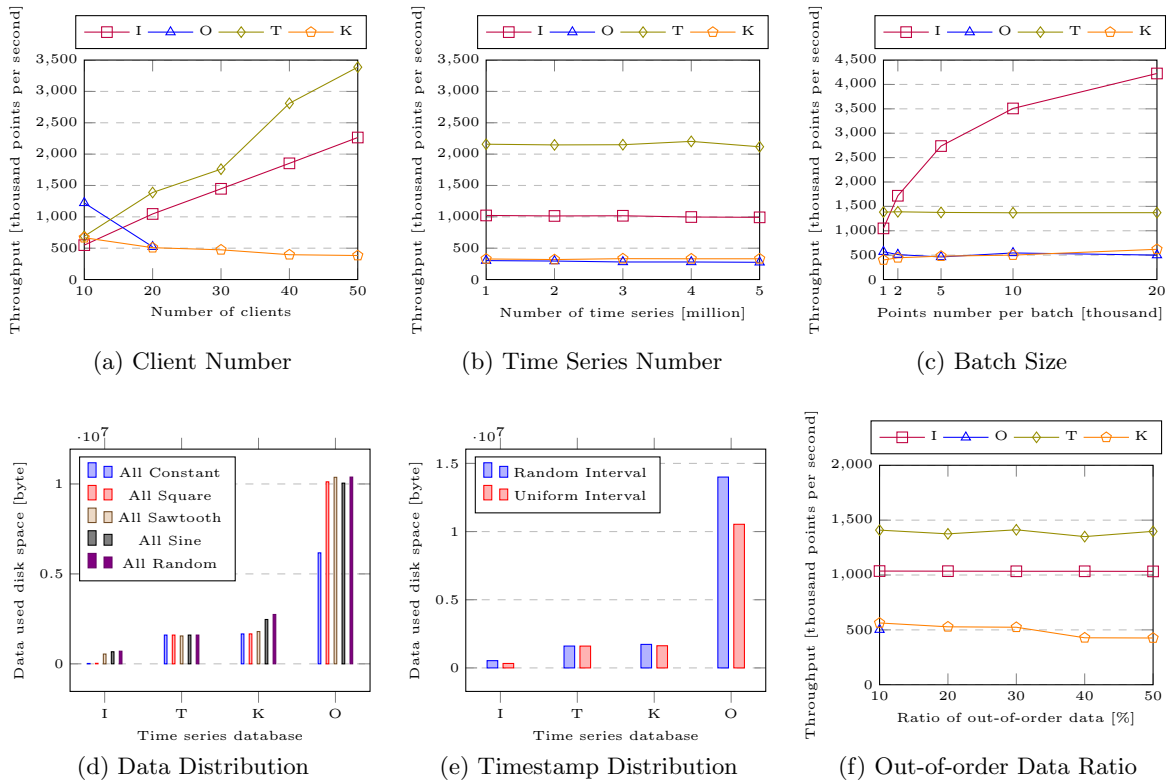 I O T K
3,500
3,000
2,500
2,000
1,500
1,000
500
0
10 20 30 40 50
Throughput [thousand points per second]
Number of clients
(a) Client Number
I O T K
3,500
3,000
2,500
2,000
1,500
1,000
500
0
1 2 3 4 5
Throughput [thousand points per second]
Number of time series [million]
(b) Time Series Number
I O T K
4,500
4,000
3,500
3,000
2,500
2,000
1,500
1,000
500
0
1 2 5 10 20
Throughput [thousand points per second]
Points number per batch [thousand]
(c) Batch Size
·10^7
1
0.5
0
Data used disk space [byte]
All Constant
All Square
All Sawtooth
All Sine
All Random
I T K O
Time series database
(d) Data Distribution
·10^7
1.5
1
0.5
0
Data used disk space [byte]
Random Interval
Uniform Interval
I T K O
Time series database
(e) Timestamp Distribution
I O T K
2,000
1,500
1,000
500
0
10 20 30 40 50
Throughput [thousand points per second]
Ratio of out-of-order data [%]
(f) Out-of-order Data Ratio